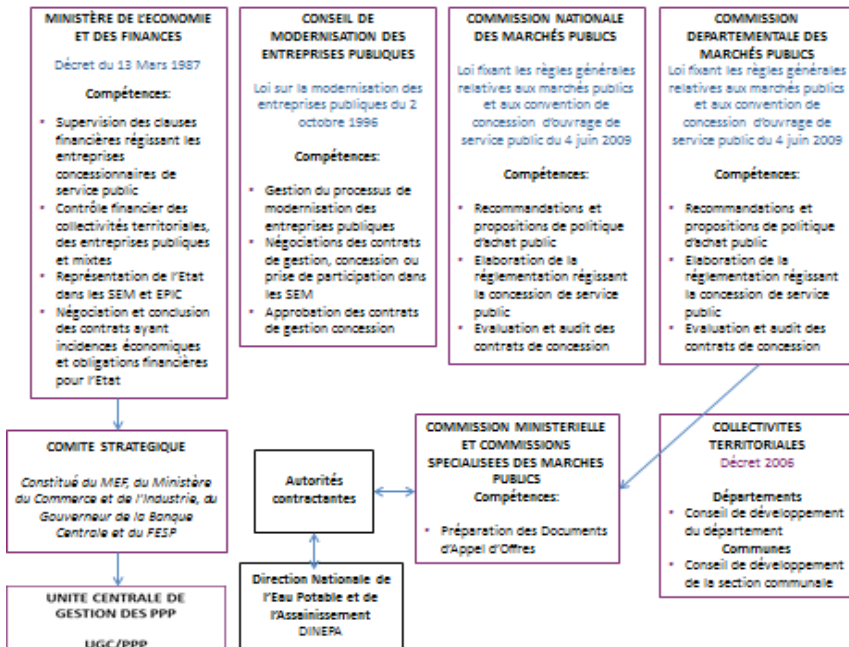 MINISTÈRE DE L'ECONOMIE
ET DES FINANCES
Décret du 13 Mars 1987
Compétences:
• Supervision des clauses
financières régissant les
entreprises
concessionnaires de
service public
• Contrôle financier des
collectivités territoriales,
des entreprises publiques
et mixtes
• Représentation de l'Etat
dans les SEM et EPIC
• Négociation et conclusion
des contrats ayant
incidences économiques
et obligations financières
pour l'Etat
CONSEIL DE
MODERNISATION DES
ENTREPRISES PUBLIQUES
Loi sur la modernisation des
entreprises publiques du 2
octobre 1996
Compétences:
• Gestion du processus de
modernisation des
entreprises publiques
• Négociations des contrats
de gestion, concession ou
prise de participation dans
les SEM
• Approbation des contrats
de gestion concession
COMMISSION NATIONALE
DES MARCHÉS PUBLICS
Loi fixant les règles générales
relatives aux marchés publics
et aux convention de
concession d'ouvrage de
service public du 4 juin 2009
Compétences:
• Recommandations et
propositions de politique
d'achat public
• Elaboration de la
réglementation régissant
la concession de service
public
• Evaluation et audit des
contrats de concession
COMMISSION
DEPARTEMENTALE DES
MARCHÉS PUBLICS
Loi fixant les règles générales
relatives aux marchés publics
et aux convention de
concession d'ouvrage de
service public du 4 juin 2009
Compétences:
• Recommandations et
propositions de politique
d'achat public
• Elaboration de la
réglementation régissant
la concession de service
public
• Evaluation et audit des
contrats de concession
COMITE STRATEGIQUE
Constitué du MEF, du Ministère
du Commerce et de l'Industrie, du
Gouverneur de la Banque
Centrale et du FESP
Autorités
contractantes
COMMISSION MINISTERIELLE
ET COMMISSIONS
SPECIALISEES DES MARCHES
PUBLICS
Compétences:
• Préparation des Documents
d'Appel d'Offres
COLLECTIVITES
TERRITORIALES
Décret 2006
Départements
• Conseil de développement
du département
Communes
• Conseil de développement
de la section communale
UNITE CENTRALE DE
GESTION DES PPP
UGC/PPP
Direction Nationale de
l'Eau Potable et de
l'Assainissement
DINEPA